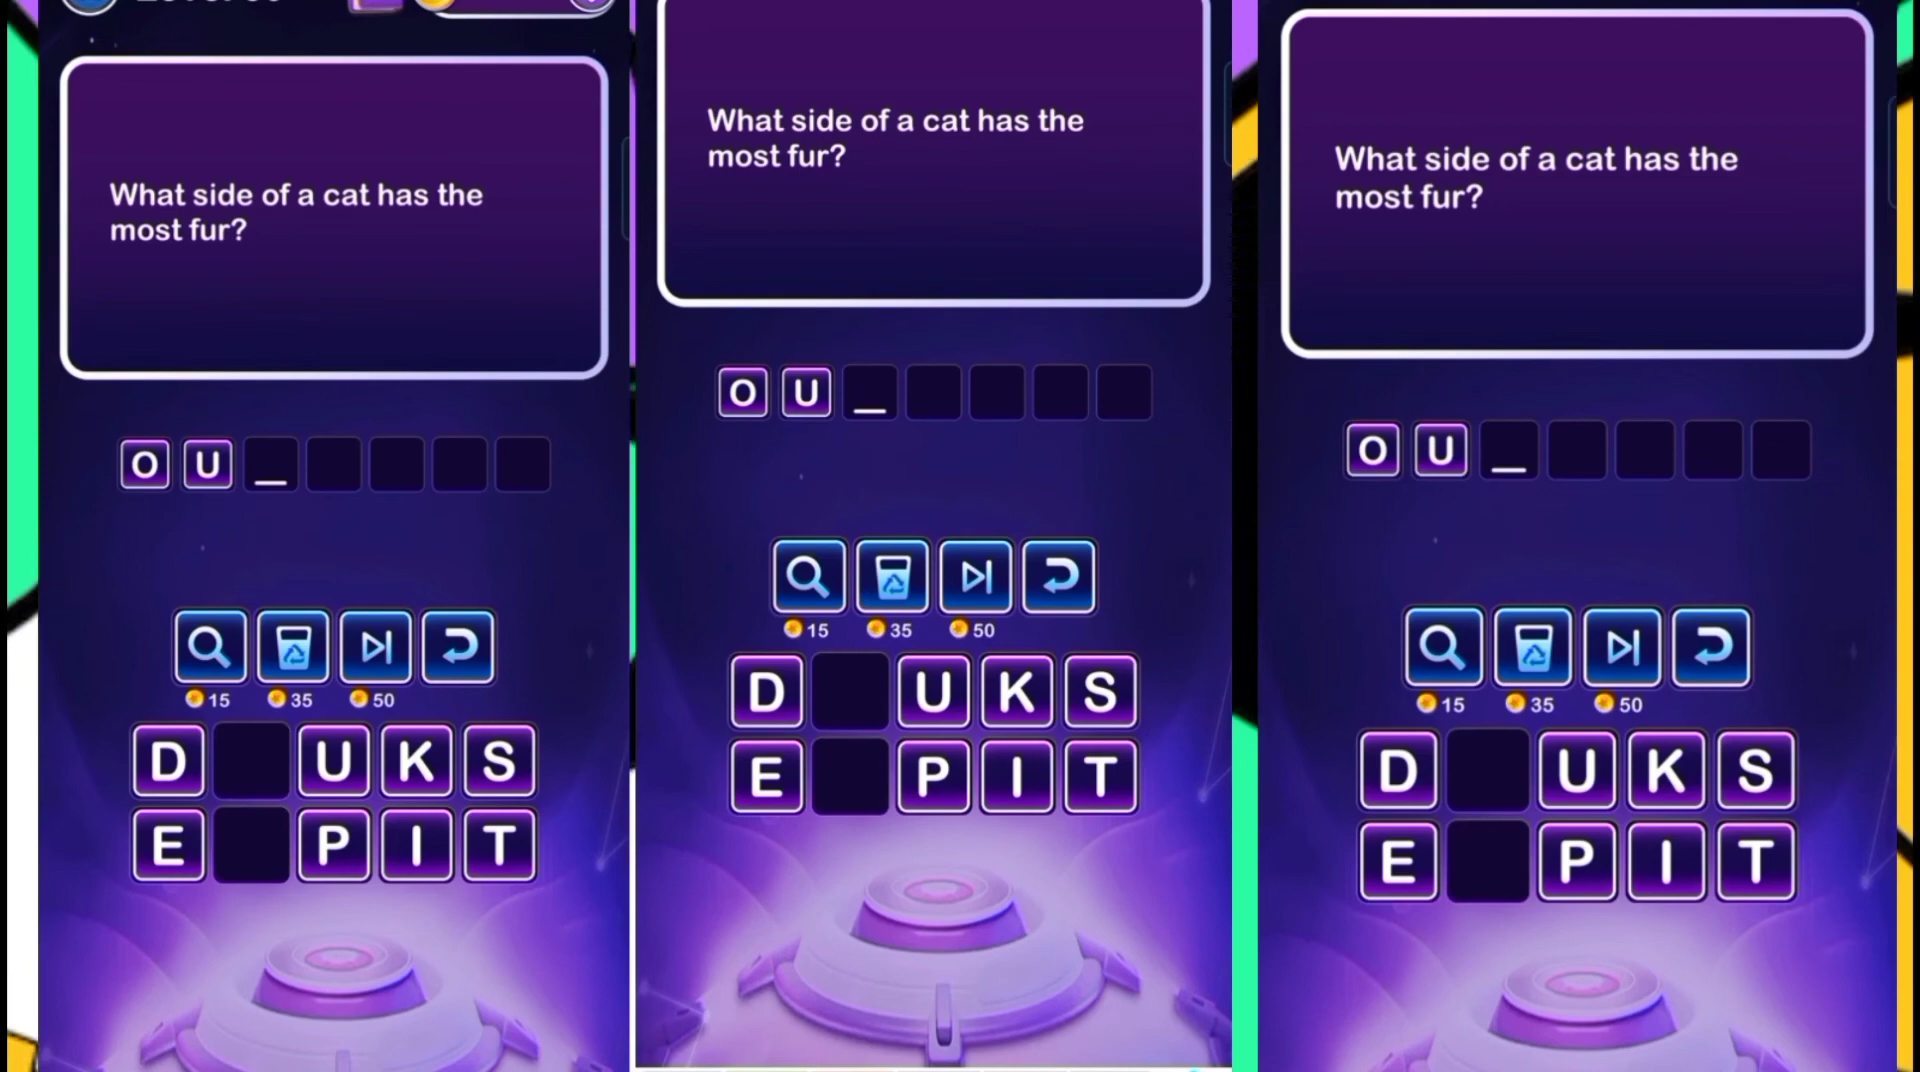 What side of a cat has the
most fur?
O U _
15 35 50
D U K S
E P I T
What side of a cat has the
most fur?
O U _
15 35 50
D U K S
E P I T
What side of a cat has the
most fur?
O U _
15 35 50
D U K S
E P I T